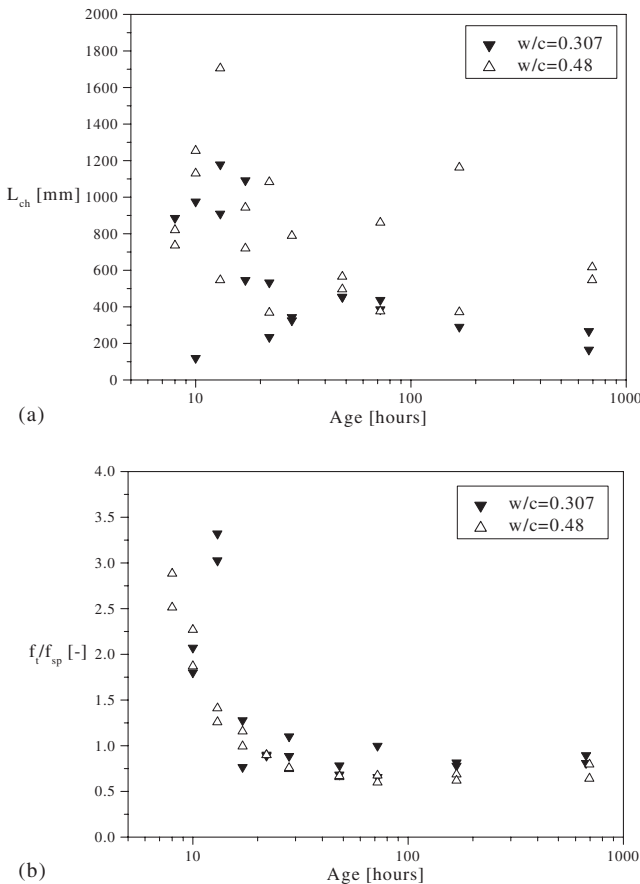 2000
1800
1600
1400
1200
1000
800
600
400
200
0
L_ch [mm]
w/c=0.307
w/c=0.48
10
100
1000
Age [hours]
(a)
4.0
3.5
3.0
2.5
2.0
1.5
1.0
0.5
0.0
f_t/f_sp [-]
w/c=0.307
w/c=0.48
10
100
1000
Age [hours]
(b)